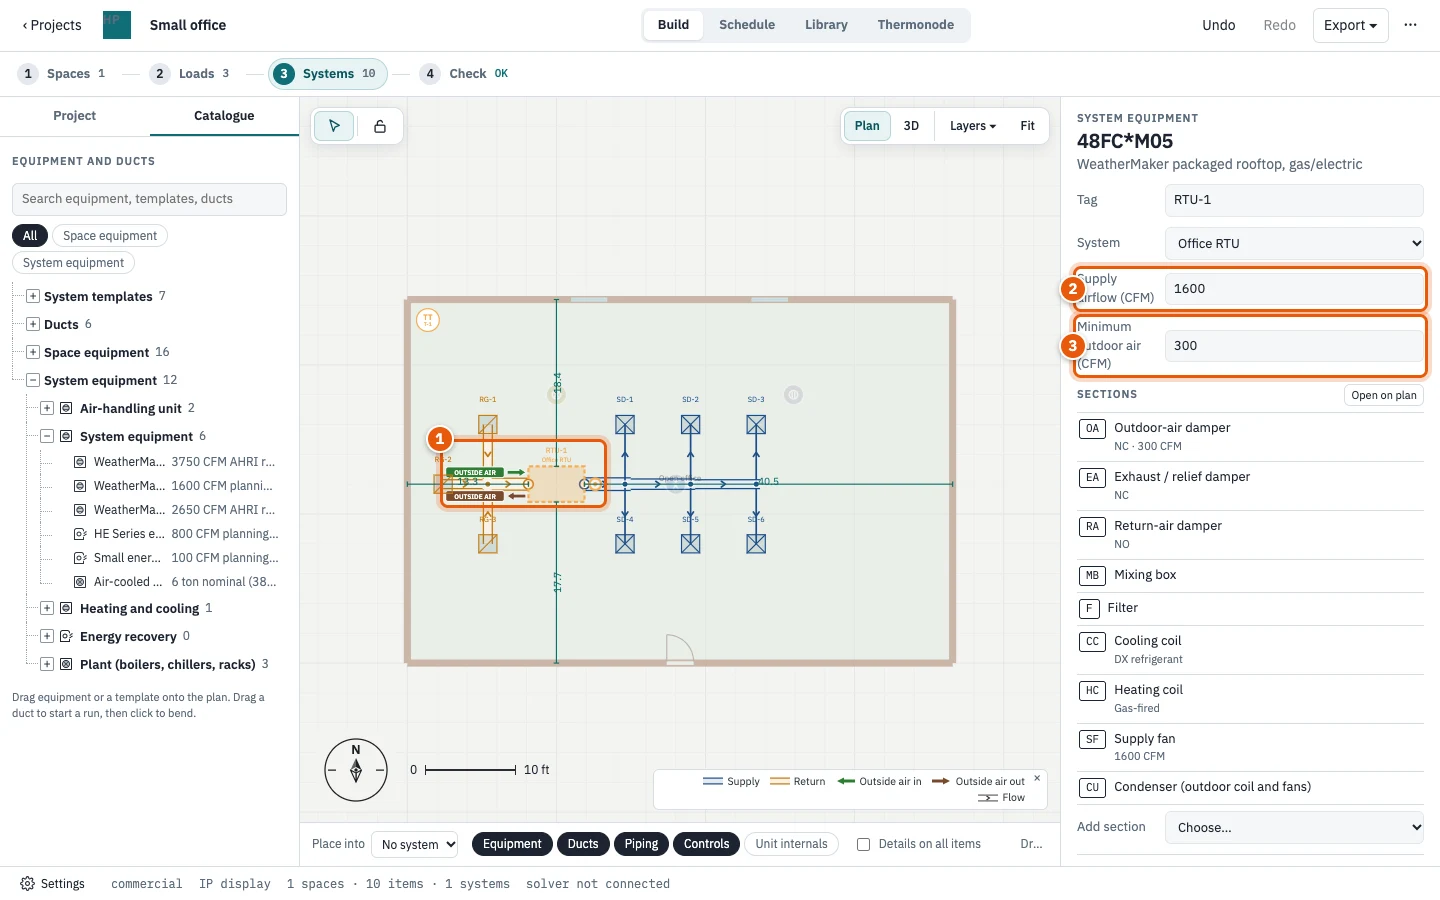 ‹ Projects
HP
Small office
Build
Schedule
Library
Thermonode
Undo
Redo
Export
1 Spaces 1
2 Loads 3
3 Systems 10
4 Check OK
Project
Catalogue
EQUIPMENT AND DUCTS
Search equipment, templates, ducts
All
Space equipment
System equipment
System templates 7
Ducts 6
Space equipment 16
System equipment 12
Air-handling unit 2
System equipment 6
WeatherMa... 3750 CFM AHRI r...
WeatherMa... 1600 CFM planni...
WeatherMa... 2650 CFM AHRI r...
HE Series e... 800 CFM planning...
Small ener... 100 CFM planning...
Air-cooled ... 6 ton nominal (38...
Heating and cooling 1
Energy recovery 0
Plant (boilers, chillers, racks) 3
Drag equipment or a template onto the plan. Drag a
duct to start a run, then click to bend.
Plan
3D
Layers
Fit
TT
T-1
18.4
RG-1
SD-1
SD-2
SD-3
1
RTU-1
Office RTU
OUTSIDE AIR
OUTSIDE AIR
40.5
RG-3
SD-4
SD-5
SD-6
17.7
N
0
10 ft
Supply
Return
Outside air in
Outside air out
×
Flow
Place into
No system
Equipment
Ducts
Piping
Controls
Unit internals
Details on all items
Dr...
SYSTEM EQUIPMENT
48FC*M05
WeatherMaker packaged rooftop, gas/electric
Tag
RTU-1
System
Office RTU
2
Supply
airflow (CFM)
1600
3
Minimum
outdoor air
(CFM)
300
SECTIONS
Open on plan
OA Outdoor-air damper
NC · 300 CFM
EA Exhaust / relief damper
NC
RA Return-air damper
NO
MB Mixing box
F Filter
CC Cooling coil
DX refrigerant
HC Heating coil
Gas-fired
SF Supply fan
1600 CFM
CU Condenser (outdoor coil and fans)
Add section
Choose...
Settings
commercial
IP display
1 spaces · 10 items · 1 systems
solver not connected